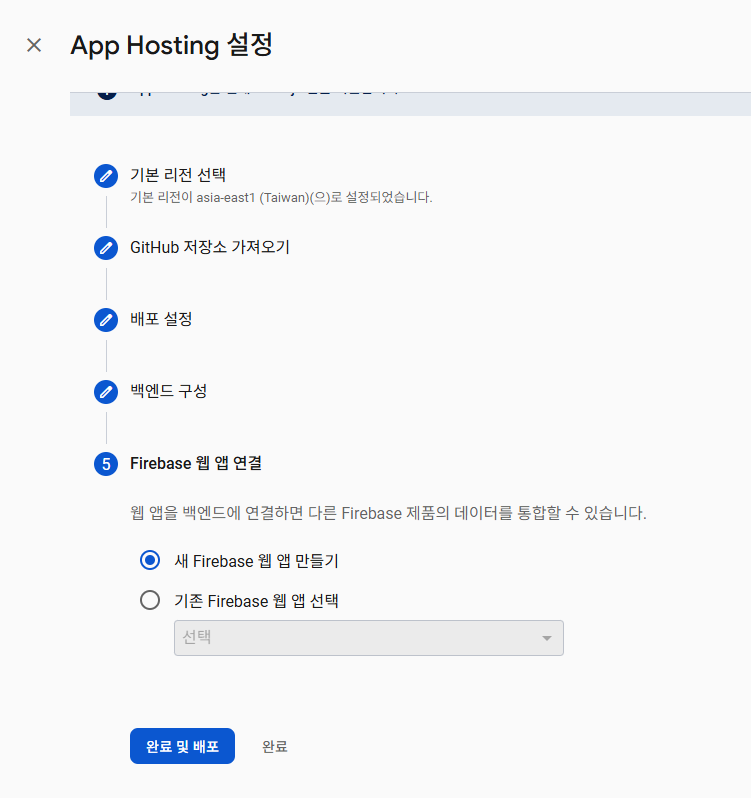 App Hosting 설정
기본 리전 선택
기본 리전이 asia-east1 (Taiwan)(으)로 설정되었습니다.
GitHub 저장소 가져오기
배포 설정
백엔드 구성
5 Firebase 웹 앱 연결
웹 앱을 백엔드에 연결하면 다른 Firebase 제품의 데이터를 통합할 수 있습니다.
새 Firebase 웹 앱 만들기
기존 Firebase 웹 앱 선택
선택
완료 및 배포 완료